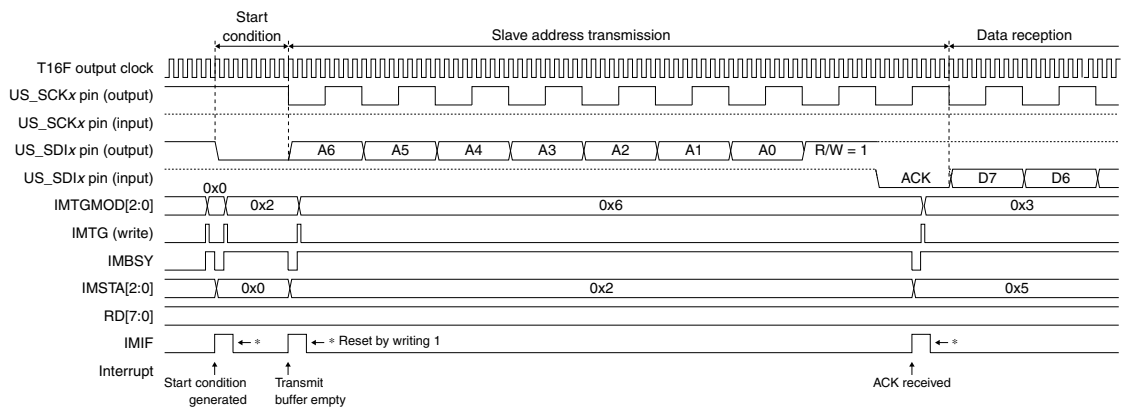 Start
condition
Slave address transmission
Data reception
T16F output clock
US_SCKx pin (output)
US_SCKx pin (input)
US_SDIx pin (output)
A6 A5 A4 A3 A2 A1 A0 R/W = 1
US_SDIx pin (input)
ACK D7 D6
0x0
IMTGMOD[2:0]
0x2 0x6 0x3
IMTG (write)
IMBSY
IMSTA[2:0]
0x0 0x2 0x5
RD[7:0]
IMIF
← * ← * Reset by writing 1 ← *
Interrupt
Start condition
generated
Transmit
buffer empty
ACK received